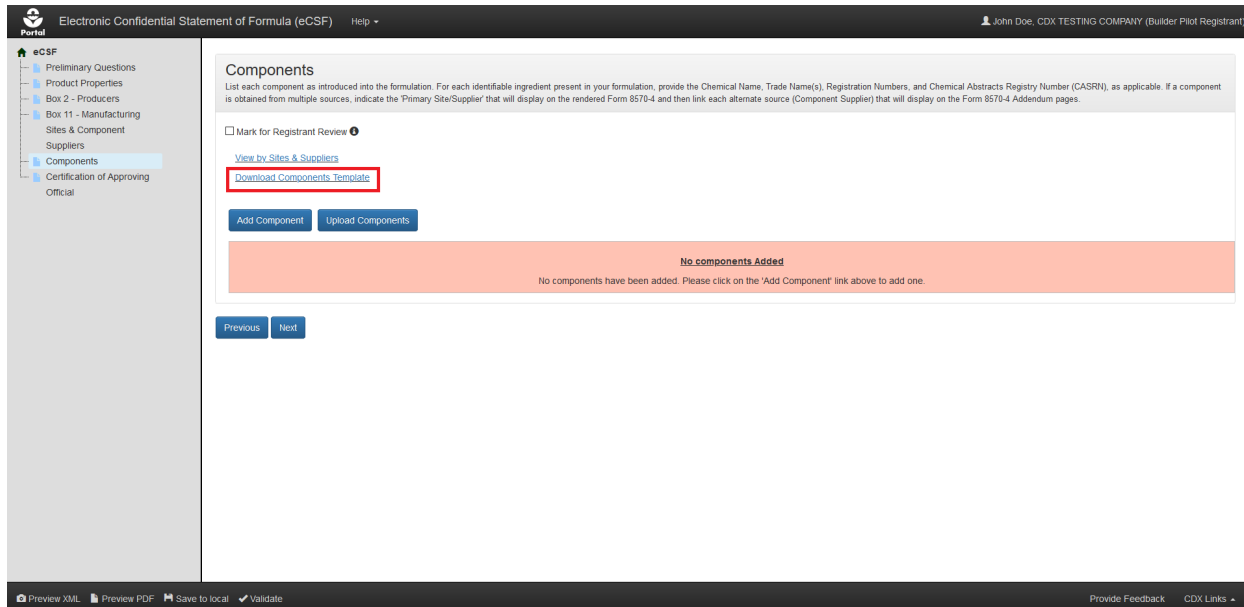 Portal
Electronic Confidential Statement of Formula (eCSF) Help
John Doe, CDX TESTING COMPANY (Builder Pilot Registrant)
eCSF
Preliminary Questions
Product Properties
Box 2 - Producers
Box 11 - Manufacturing
Sites & Component
Suppliers
Components
Certification of Approving
Official
Components
List each component as introduced into the formulation. For each identifiable ingredient present in your formulation, provide the Chemical Name, Trade Name(s), Registration Numbers, and Chemical Abstracts Registry Number (CASRN), as applicable. If a component
is obtained from multiple sources, indicate the 'Primary Site/Supplier' that will display on the rendered Form 8570-4 and then link each alternate source (Component Supplier) that will display on the Form 8570-4 Addendum pages.
Mark for Registrant Review
View by Sites & Suppliers
Download Components Template
Add Component Upload Components
No components Added
No components have been added. Please click on the 'Add Component' link above to add one.
Previous Next
Preview XML Preview PDF Save to local Validate
Provide Feedback CDX Links